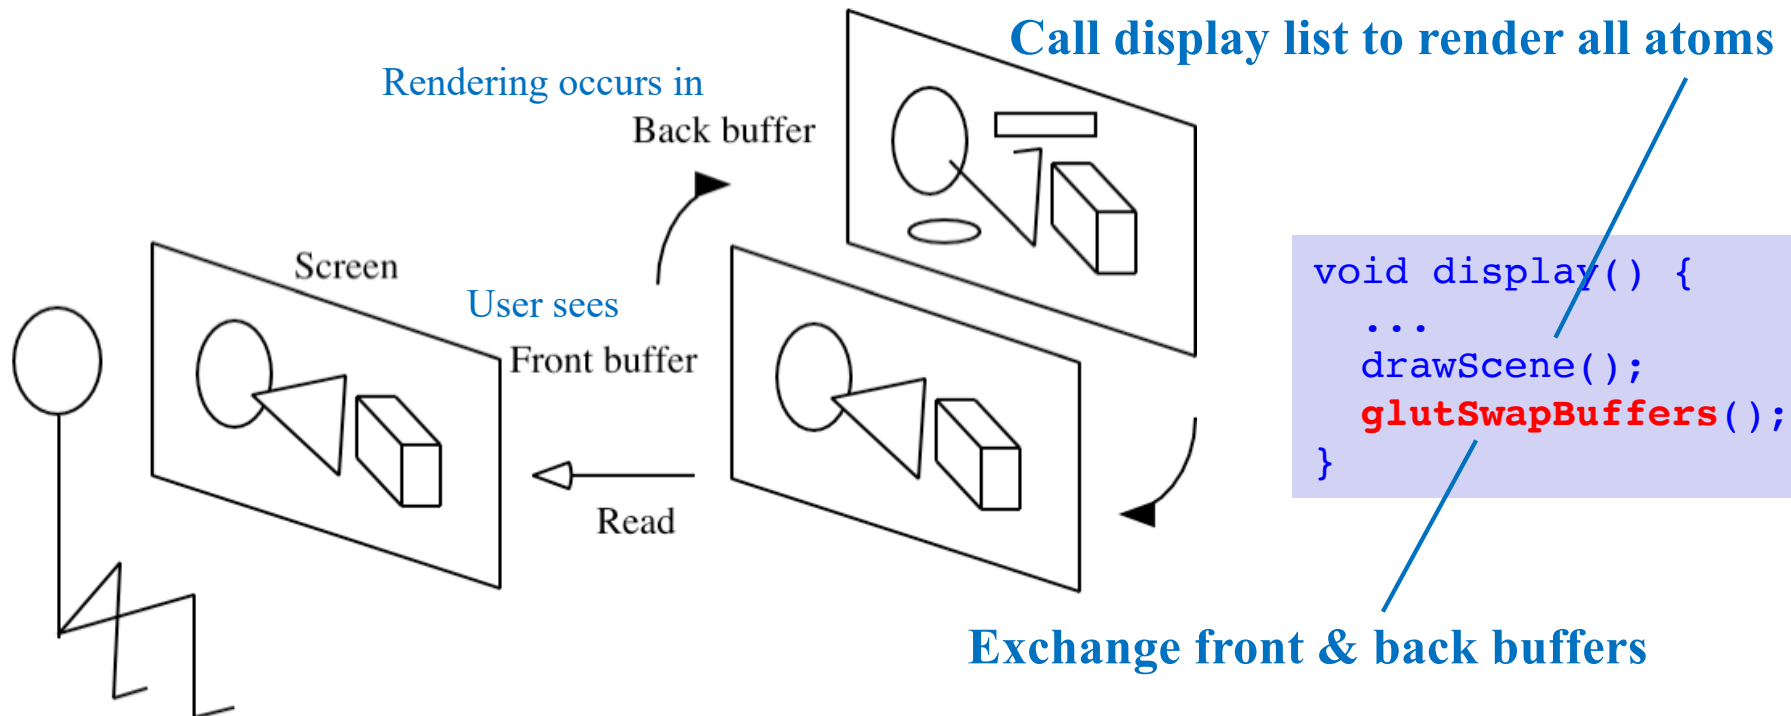 Call display list to render all atoms
Rendering occurs in
Back buffer
Screen
User sees
Front buffer
Read
void display() {
...
drawScene();
glutSwapBuffers();
}
Exchange front & back buffers